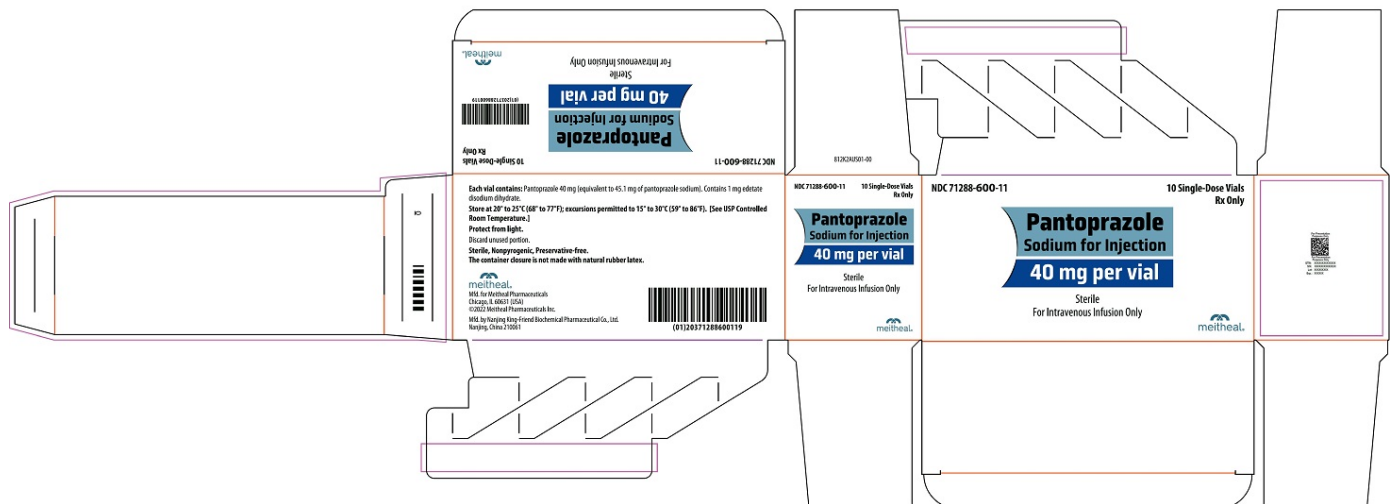 meitheal®
For Intravenous Infusion Only
Sterile
40 mg per vial
(01)20371288600119
Sodium for Injection
Pantoprazole
10 Single-Dose Vials
Rx Only
NDC 71288-600-11
Each vial contains: Pantoprazole 40 mg (equivalent to 45.1 mg of pantoprazole sodium). Contains 1 mg edetate
disodium dihydrate.
Store at 20° to 25°C (68° to 77°F); excursions permitted to 15° to 30°C (59° to 86°F). [See USP Controlled
Room Temperature.]
Protect from light.
Discard unused portion.
Sterile, Nonpyrogenic, Preservative-free.
The container closure is not made with natural rubber latex.
meitheal®
Mfd. for Meitheal Pharmaceuticals
Chicago, IL 60631 (USA)
©2022 Meitheal Pharmaceuticals Inc.
Mfd. by Nanjing King-Friend Biochemical Pharmaceutical Co., Ltd.
Nanjing, China 210061
(01)20371288600119
812K2AUS01-00
NDC 71288-600-11
10 Single-Dose Vials
Rx Only
Pantoprazole
Sodium for Injection
40 mg per vial
Sterile
For Intravenous Infusion Only
meitheal®
NDC 71288-600-11
10 Single-Dose Vials
Rx Only
Pantoprazole
Sodium for Injection
40 mg per vial
Sterile
For Intravenous Infusion Only
meitheal®